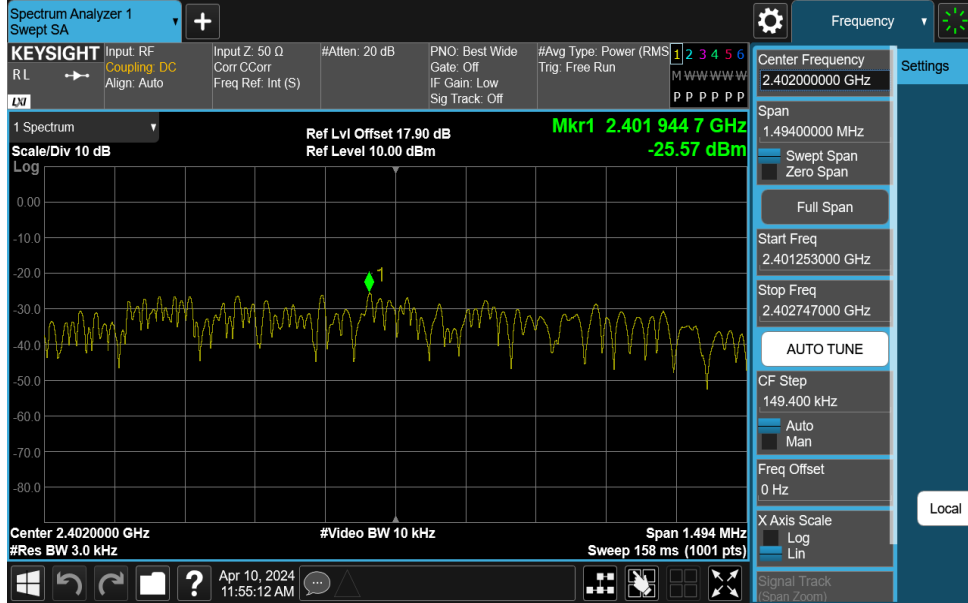 Spectrum Analyzer 1
Swept SA
+
Frequency
KEYSIGHT
RL
LXI
Input: RF
Coupling: DC
Align: Auto
Input Z: 50 Ω
Corr CCorr
Freq Ref: Int (S)
#Atten: 20 dB
PNO: Best Wide
Gate: Off
IF Gain: Low
Sig Track: Off
#Avg Type: Power (RMS
Trig: Free Run
1 2 3 4 5 6
M W W W W W
P P P P P P
1 Spectrum
Scale/Div 10 dB
Log
Ref Lvl Offset 17.90 dB
Ref Level 10.00 dBm
Mkr1 2.401 944 7 GHz
-25.57 dBm
0.00
-10.0
-20.0
-30.0
-40.0
-50.0
-60.0
-70.0
-80.0
1
Center 2.4020000 GHz
#Res BW 3.0 kHz
#Video BW 10 kHz
Span 1.494 MHz
Sweep 158 ms (1001 pts)
?
Apr 10, 2024
11:55:12 AM
Center Frequency
2.402000000 GHz
Span
1.49400000 MHz
Swept Span
Zero Span
Full Span
Start Freq
2.401253000 GHz
Stop Freq
2.402747000 GHz
AUTO TUNE
CF Step
149.400 kHz
Auto
Man
Freq Offset
0 Hz
X Axis Scale
Log
Lin
Signal Track
(Span Zoom)
Settings
Local